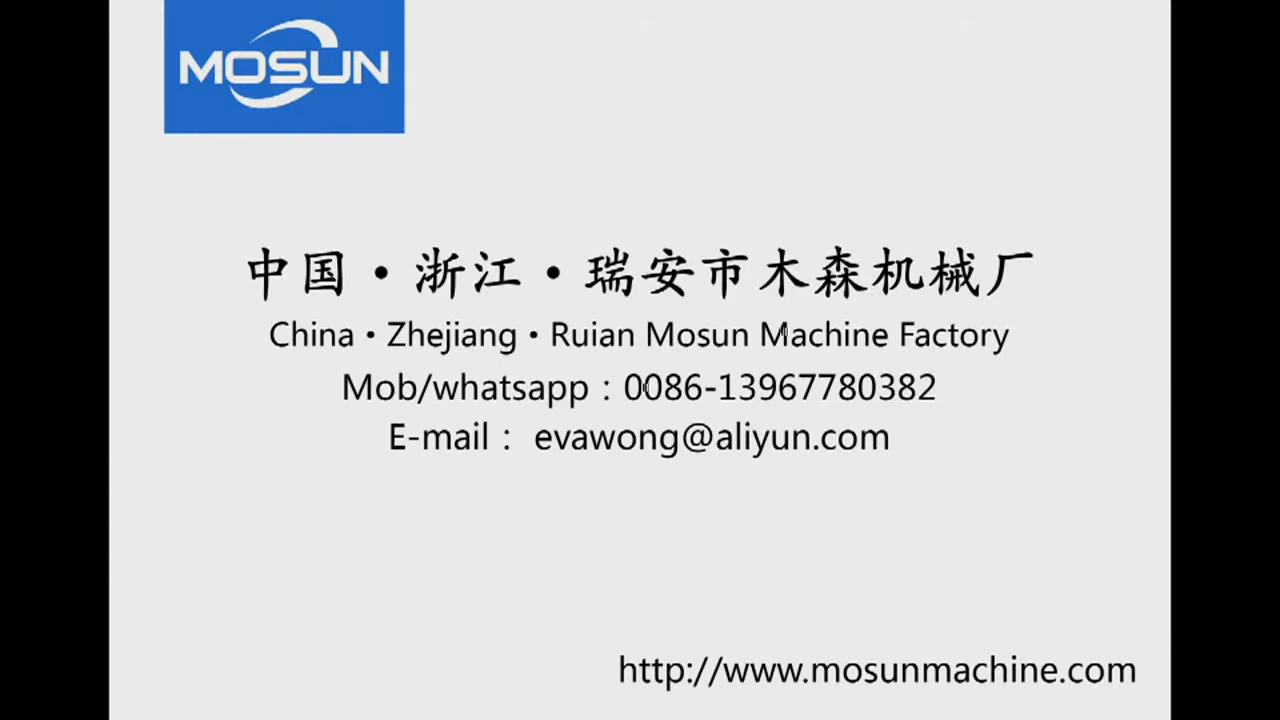 MOSUN
中国·浙江·瑞安市木森机械厂
China·Zhejiang·Ruian Mosun Machine Factory
Mob/whatsapp：0086-13967780382
E-mail： evawong@aliyun.com
http://www.mosunmachine.com